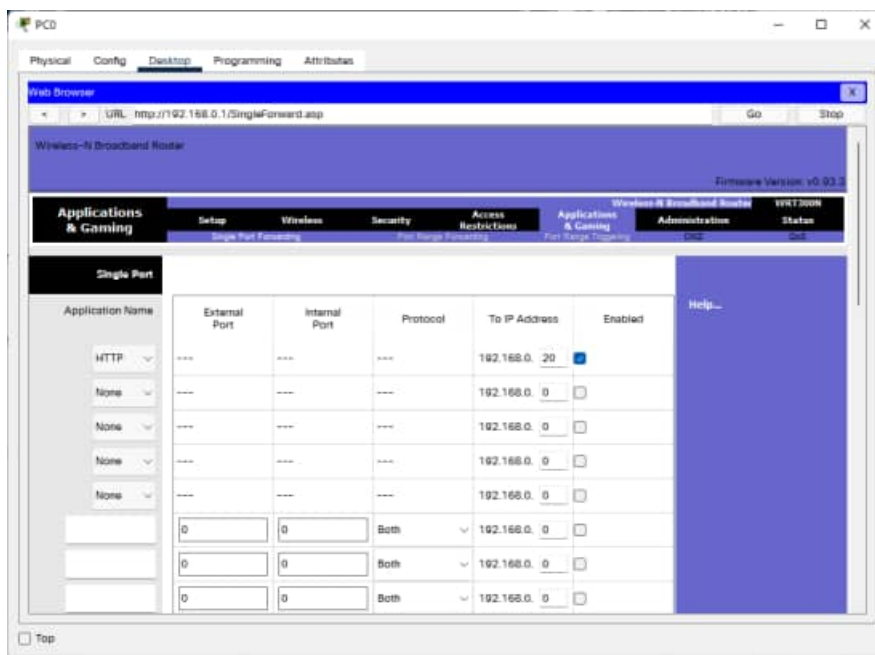 PC0
Physical Config Desktop Programming Attributes
Web Browser X
< > URL http://192.168.0.1/SingleForward.asp Go Stop
Wireless-N Broadband Router
Firmware Version: v0.93.3
Wireless-N Broadband Router WRT300N
Applications & Gaming
Setup Wireless Security Access Restrictions Applications & Gaming Administration Status
Single Port Forwarding Port Range Forwarding Port Range Triggering DMZ QoS
Single Port
Help...
Application Name External Port Internal Port Protocol To IP Address Enabled
HTTP --- --- --- 192.168.0. 20
None --- --- --- 192.168.0. 0
None --- --- --- 192.168.0. 0
None --- --- --- 192.168.0. 0
None --- --- --- 192.168.0. 0
0 0 Both 192.168.0. 0
0 0 Both 192.168.0. 0
0 0 Both 192.168.0. 0
Top